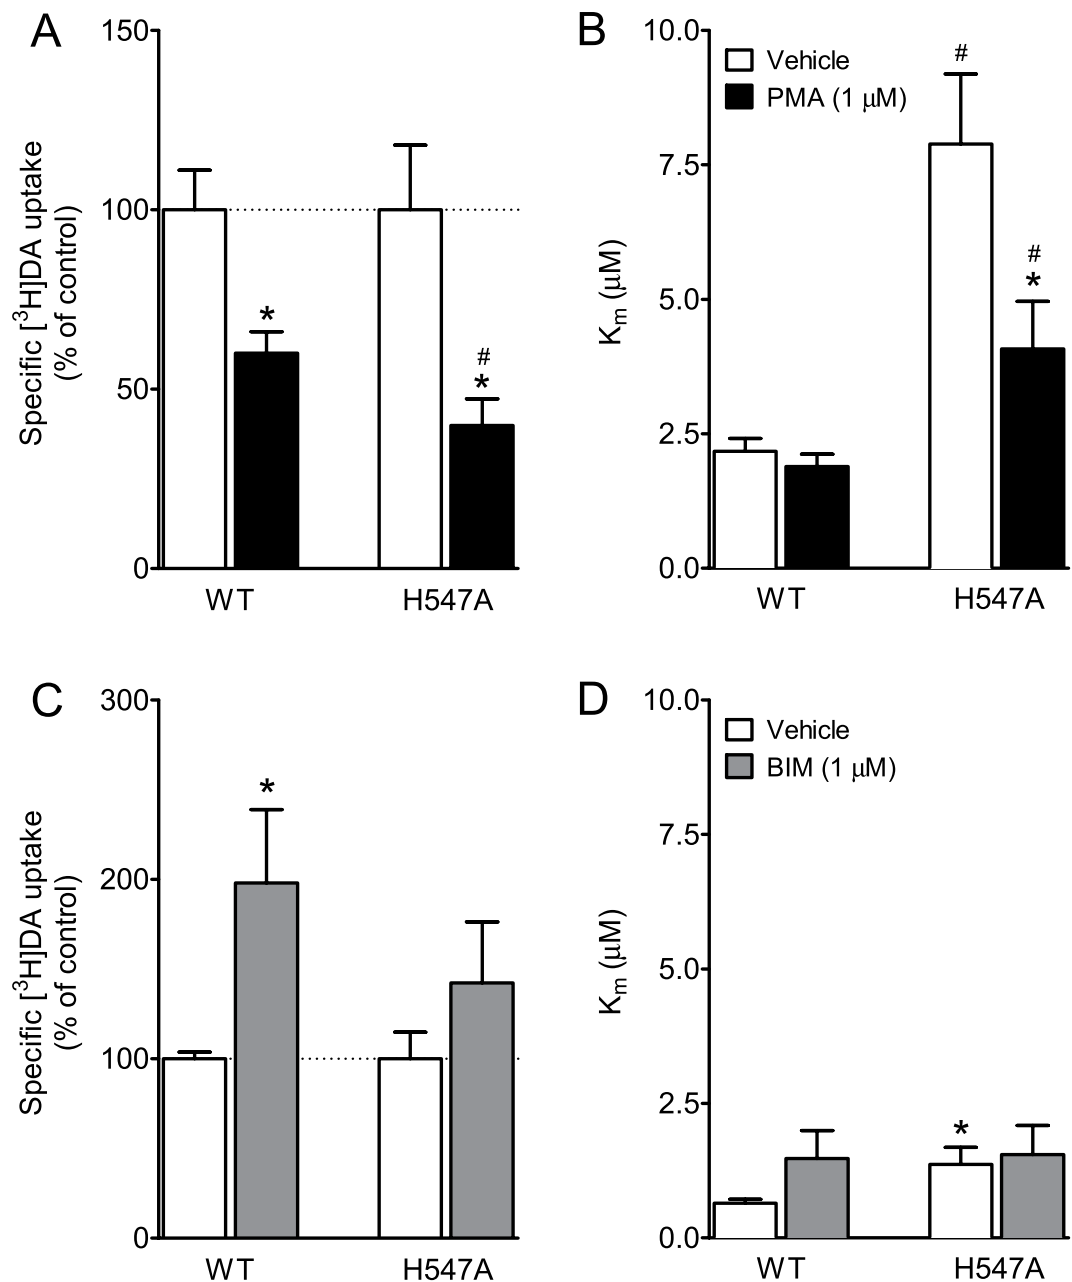 A
Specific [³H]DA uptake
(% of control)
150
100
50
0
*
#
*
WT
H547A
B
Kₘ (μM)
10.0
7.5
5.0
2.5
0.0
Vehicle
PMA (1 μM)
#
#
*
WT
H547A
C
Specific [³H]DA uptake
(% of control)
300
200
100
0
*
WT
H547A
D
Kₘ (μM)
10.0
7.5
5.0
2.5
0.0
Vehicle
BIM (1 μM)
*
WT
H547A